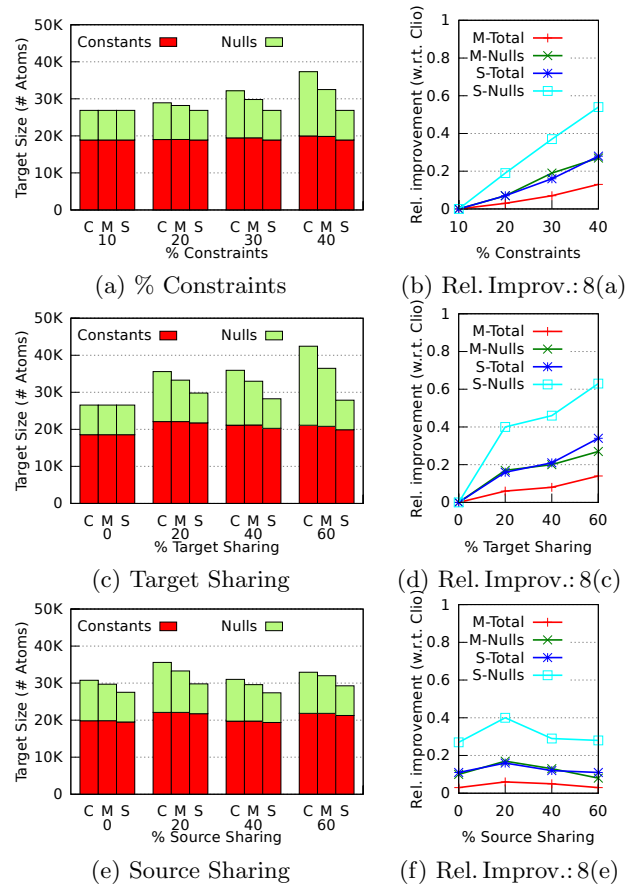 50K
40K
30K
20K
10K
0
Target Size (# Atoms)
Constants
Nulls
C M S C M S C M S C M S
10 20 30 40
% Constraints
(a) % Constraints
1
0.8
0.6
0.4
0.2
0
Rel. improvement (w.r.t. Clio)
M-Total
M-Nulls
S-Total
S-Nulls
10 20 30 40
% Constraints
(b) Rel. Improv.: 8(a)
50K
40K
30K
20K
10K
0
Target Size (# Atoms)
Constants
Nulls
C M S C M S C M S C M S
0 20 40 60
% Target Sharing
(c) Target Sharing
1
0.8
0.6
0.4
0.2
0
Rel. improvement (w.r.t. Clio)
M-Total
M-Nulls
S-Total
S-Nulls
0 20 40 60
% Target Sharing
(d) Rel. Improv.: 8(c)
50K
40K
30K
20K
10K
0
Target Size (# Atoms)
Constants
Nulls
C M S C M S C M S C M S
0 20 40 60
% Source Sharing
(e) Source Sharing
1
0.8
0.6
0.4
0.2
0
Rel. improvement (w.r.t. Clio)
M-Total
M-Nulls
S-Total
S-Nulls
0 20 40 60
% Source Sharing
(f) Rel. Improv.: 8(e)